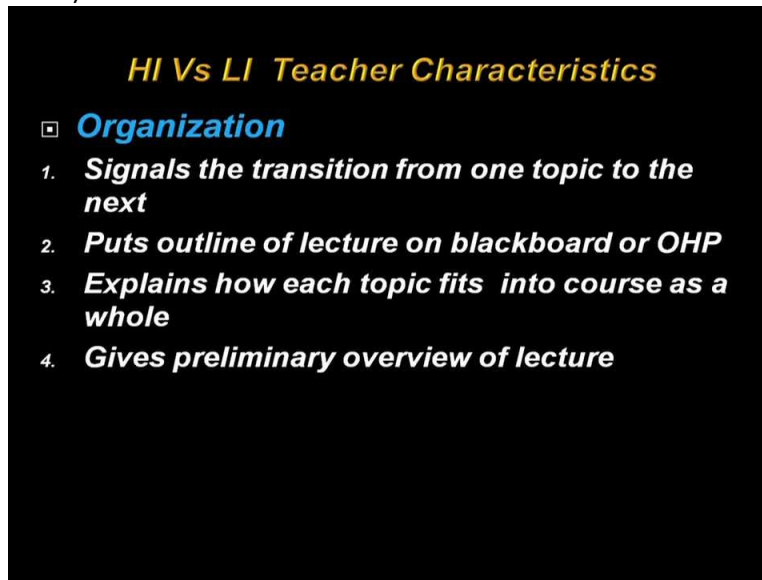 HI Vs LI Teacher Characteristics
Organization
1. Signals the transition from one topic to the
next
2. Puts outline of lecture on blackboard or OHP
3. Explains how each topic fits into course as a
whole
4. Gives preliminary overview of lecture